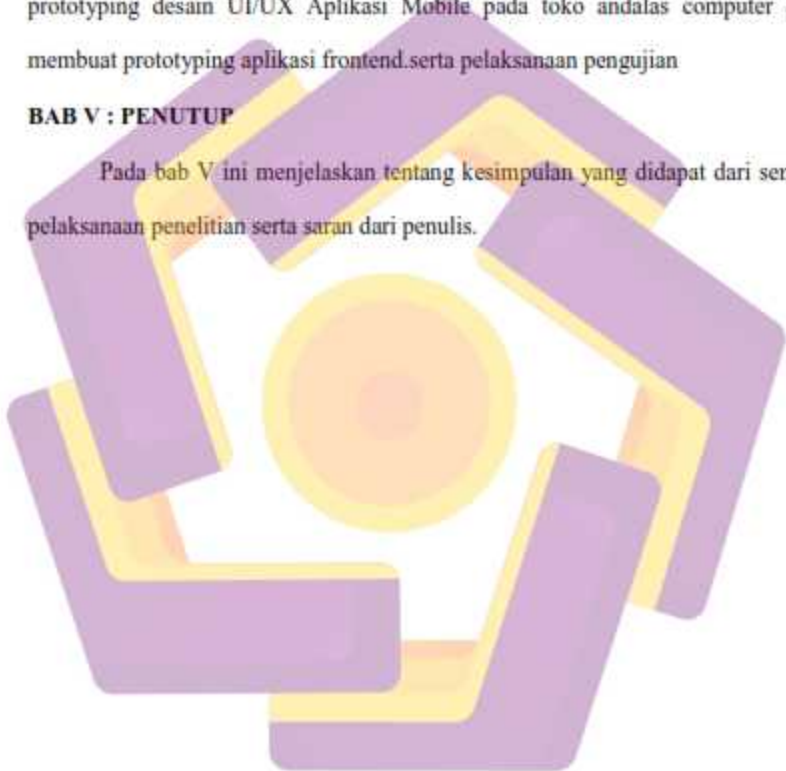 prototyping desain UI/UX Aplikasi Mobile pada toko andalas computer
membuat prototyping aplikasi frontend.serta pelaksanaan pengujian
BAB V : PENUTUP
Pada bab V ini menjelaskan tentang kesimpulan yang didapat dari
pelaksanaan penelitian serta saran dari penulis.